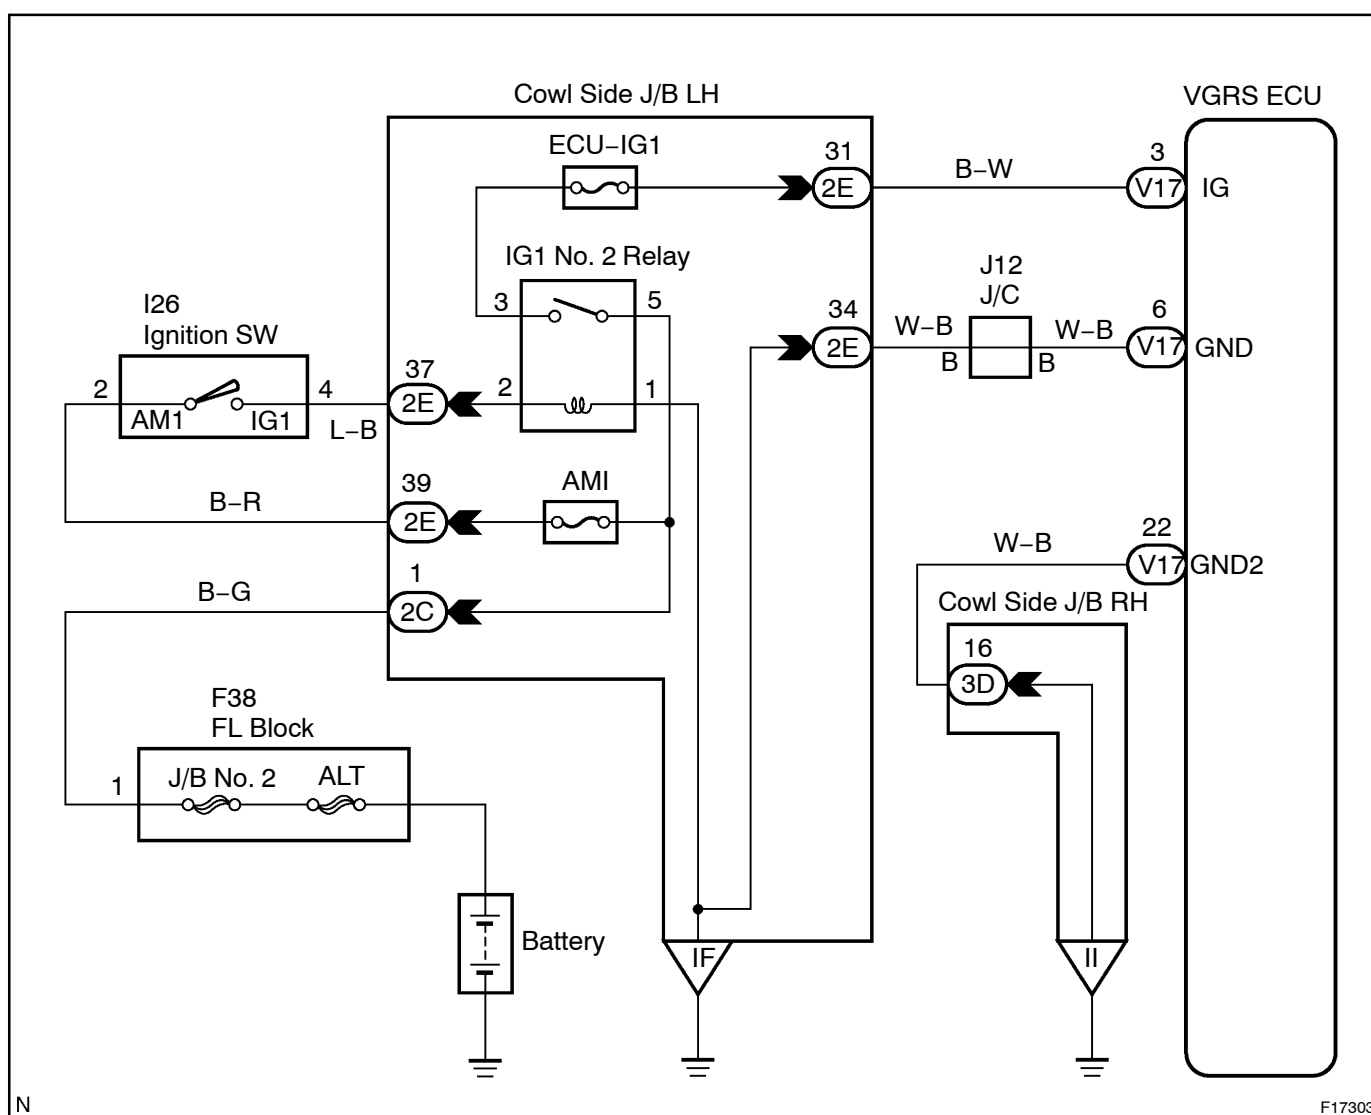 Cowl Side J/B LH
VGRS ECU
ECU–IG1
31
2E
B–W
3
V17
IG
IG1 No. 2 Relay
3
5
2
1
J12
J/C
34
2E
W–B
B
B
W–B
6
V17
GND
I26
Ignition SW
2
AM1
IG1
4
L–B
37
2E
B–R
39
2E
AMI
B–G
1
2C
W–B
22
V17
GND2
Cowl Side J/B RH
16
3D
F38
FL Block
1
J/B No. 2
ALT
Battery
IF
II
N
F17303